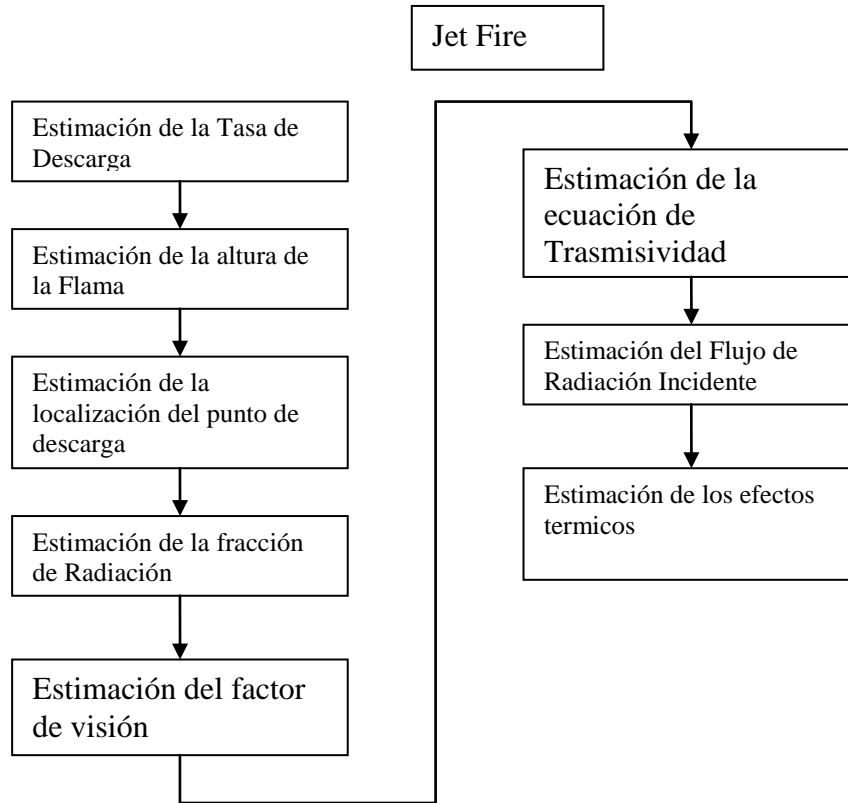 Jet Fire
Estimación de la Tasa de
Descarga
Estimación de la altura de
la Flama
Estimación de la
localización del punto de
descarga
Estimación de la fracción
de Radiación
Estimación del factor
de visión
Estimación de la
ecuación de
Trasmisividad
Estimación del Flujo de
Radiación Incidente
Estimación de los efectos
termicos